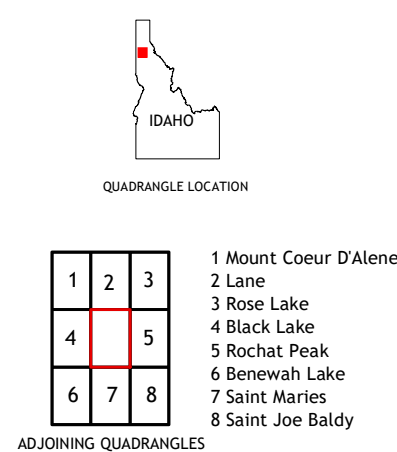 IDAHO
QUADRANGLE LOCATION
1 2 3
4 5
6 7 8
1 Mount Coeur D'Alene
2 Lane
3 Rose Lake
4 Black Lake
5 Rochat Peak
6 Benewah Lake
7 Saint Maries
8 Saint Joe Baldy
ADJOINING QUADRANGLES